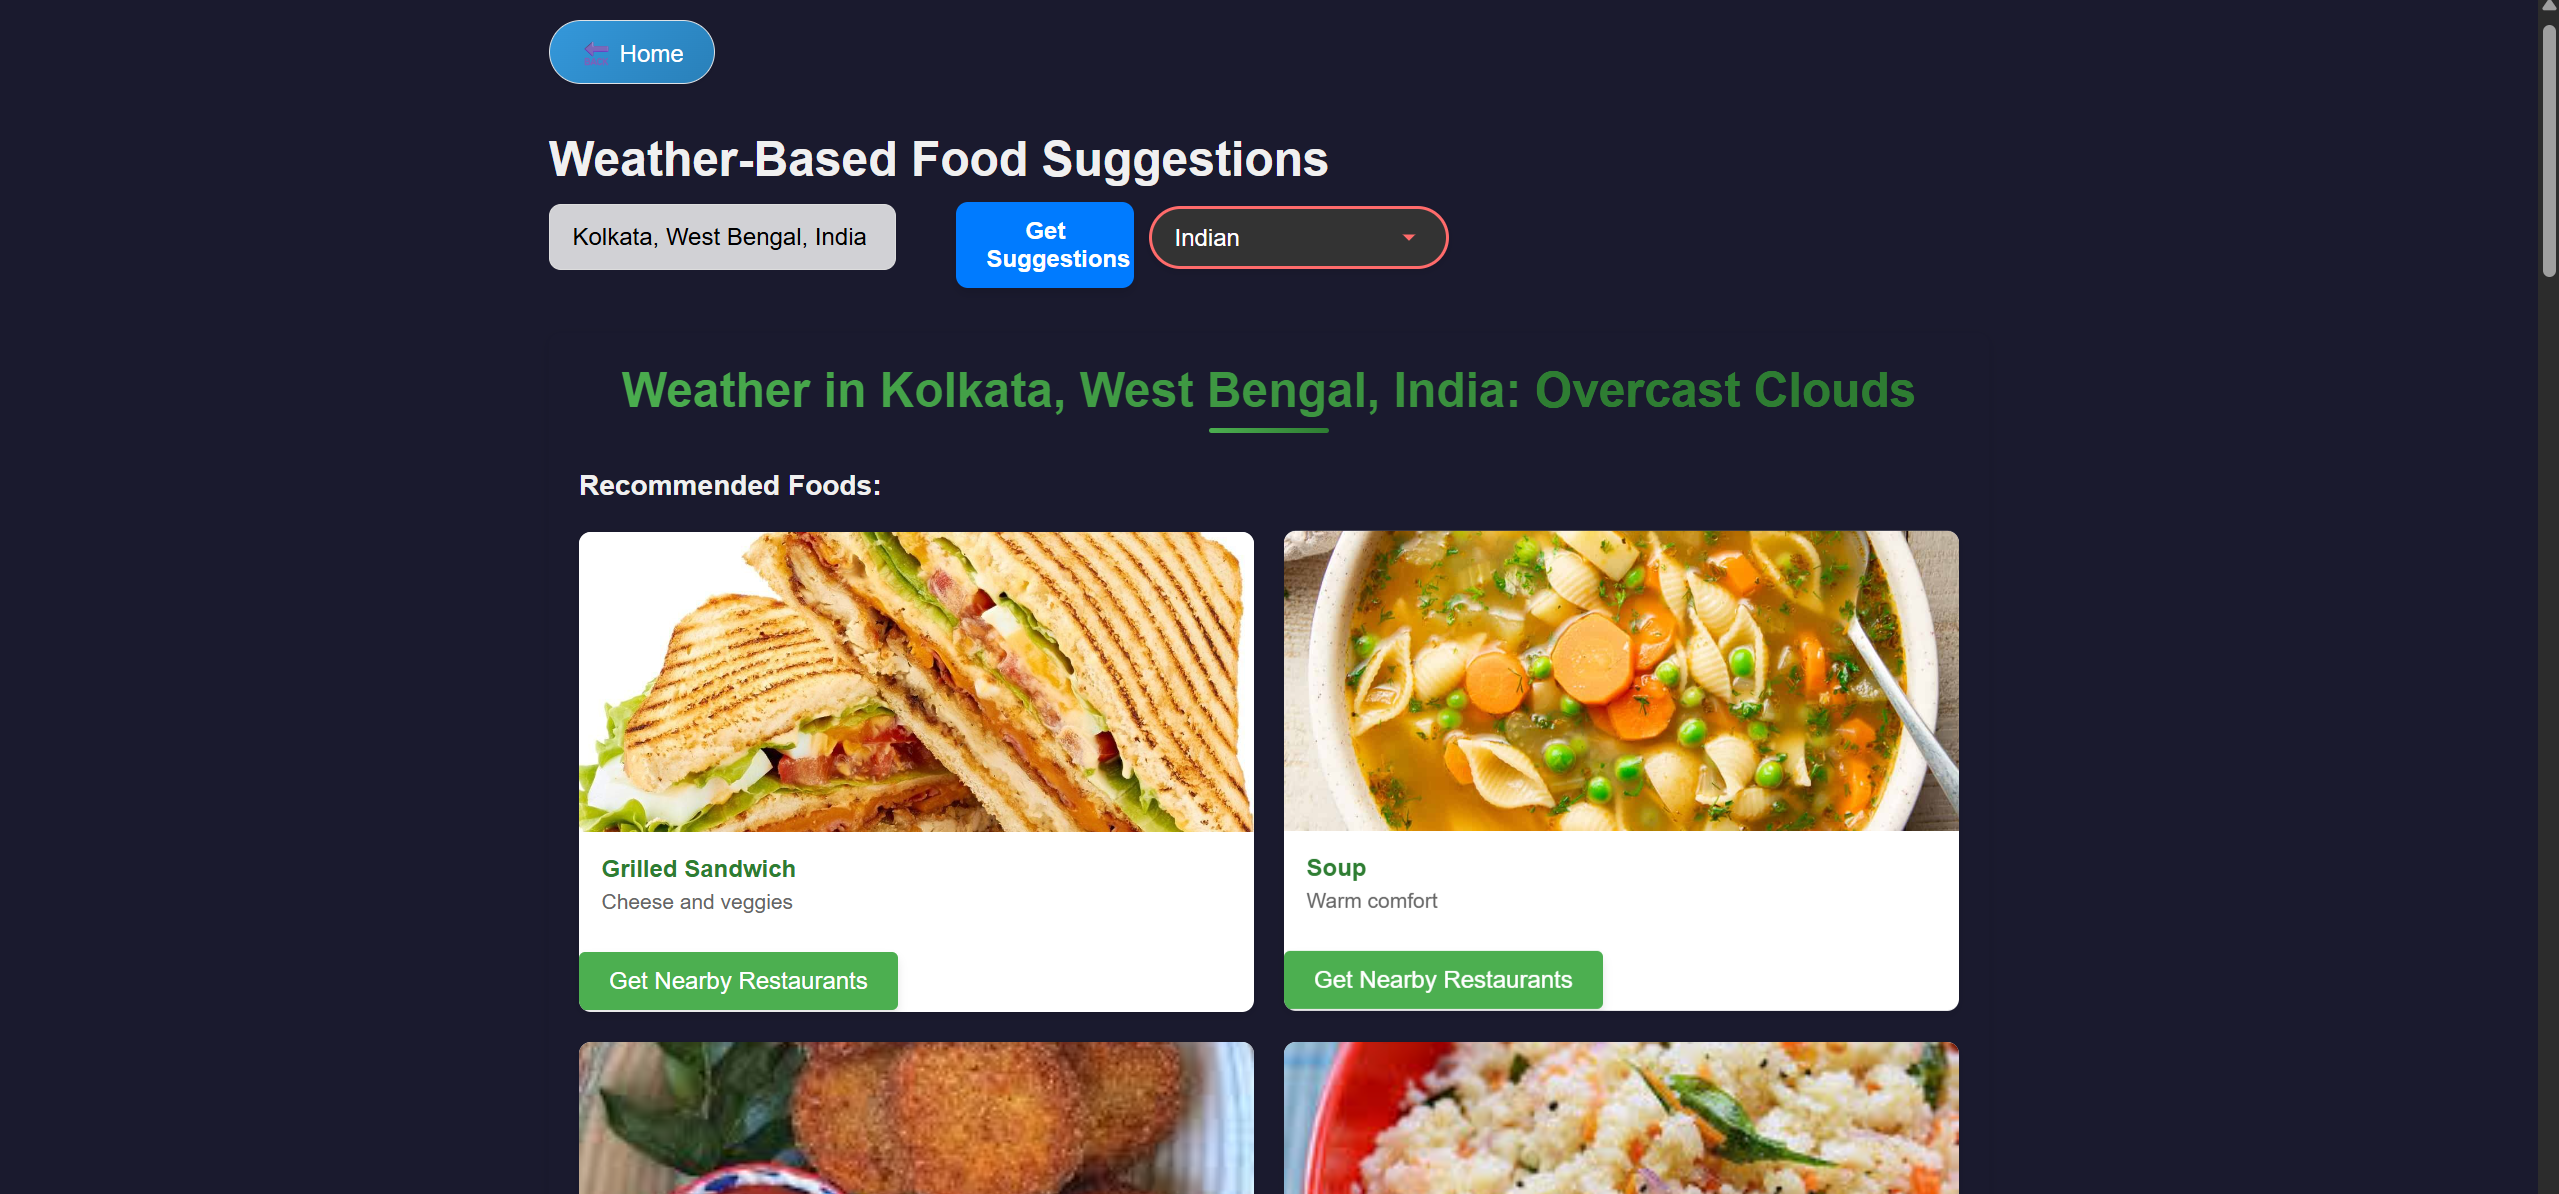 Home
Weather-Based Food Suggestions
Kolkata, West Bengal, India
Get
Suggestions
Indian
Weather in Kolkata, West Bengal, India: Overcast Clouds
Recommended Foods:
Grilled Sandwich
Cheese and veggies
Get Nearby Restaurants
Soup
Warm comfort
Get Nearby Restaurants